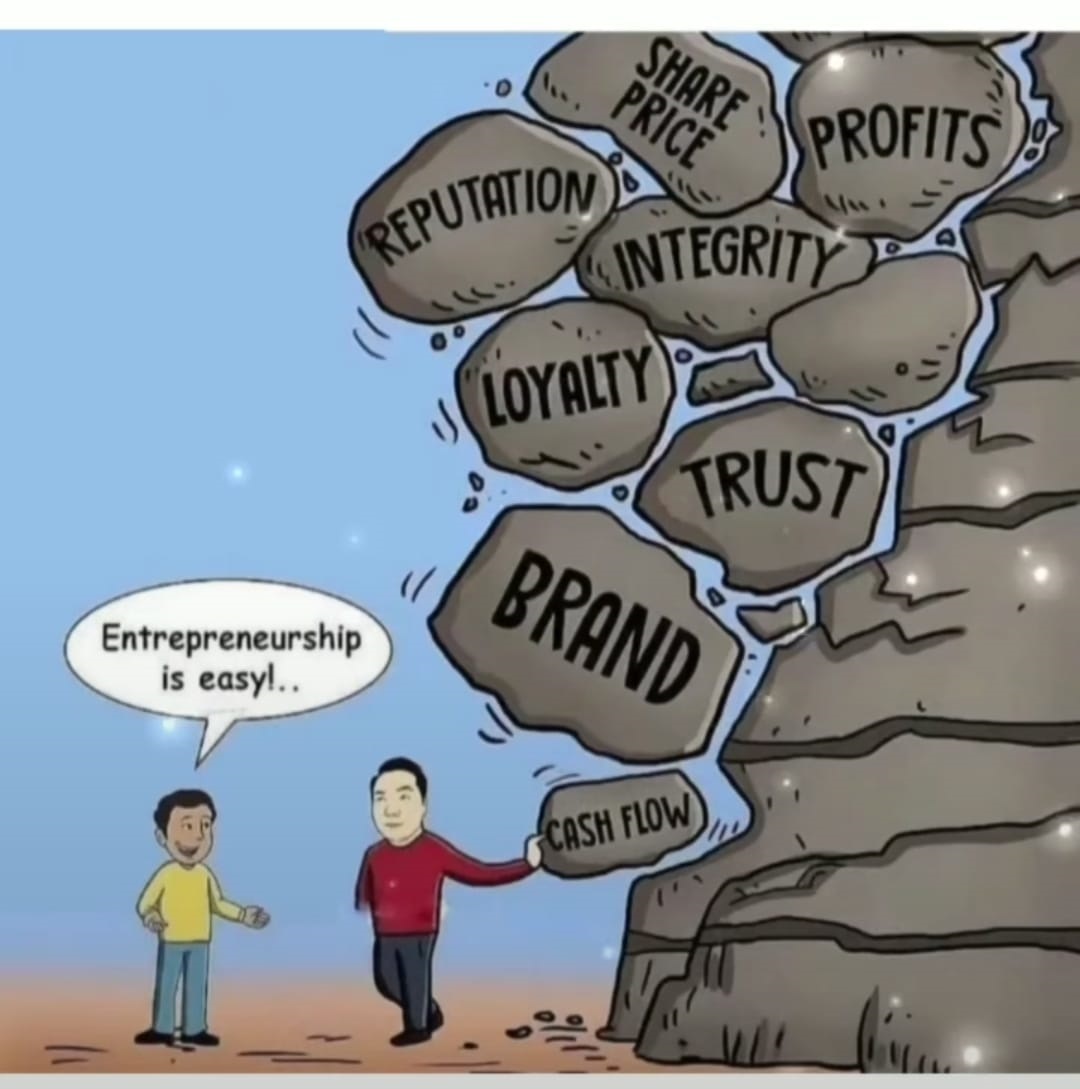 SHARE
PRICE
PROFITS
REPUTATION
INTEGRITY
LOYALTY
TRUST
BRAND
Entrepreneurship
is easy!..
CASH FLOW